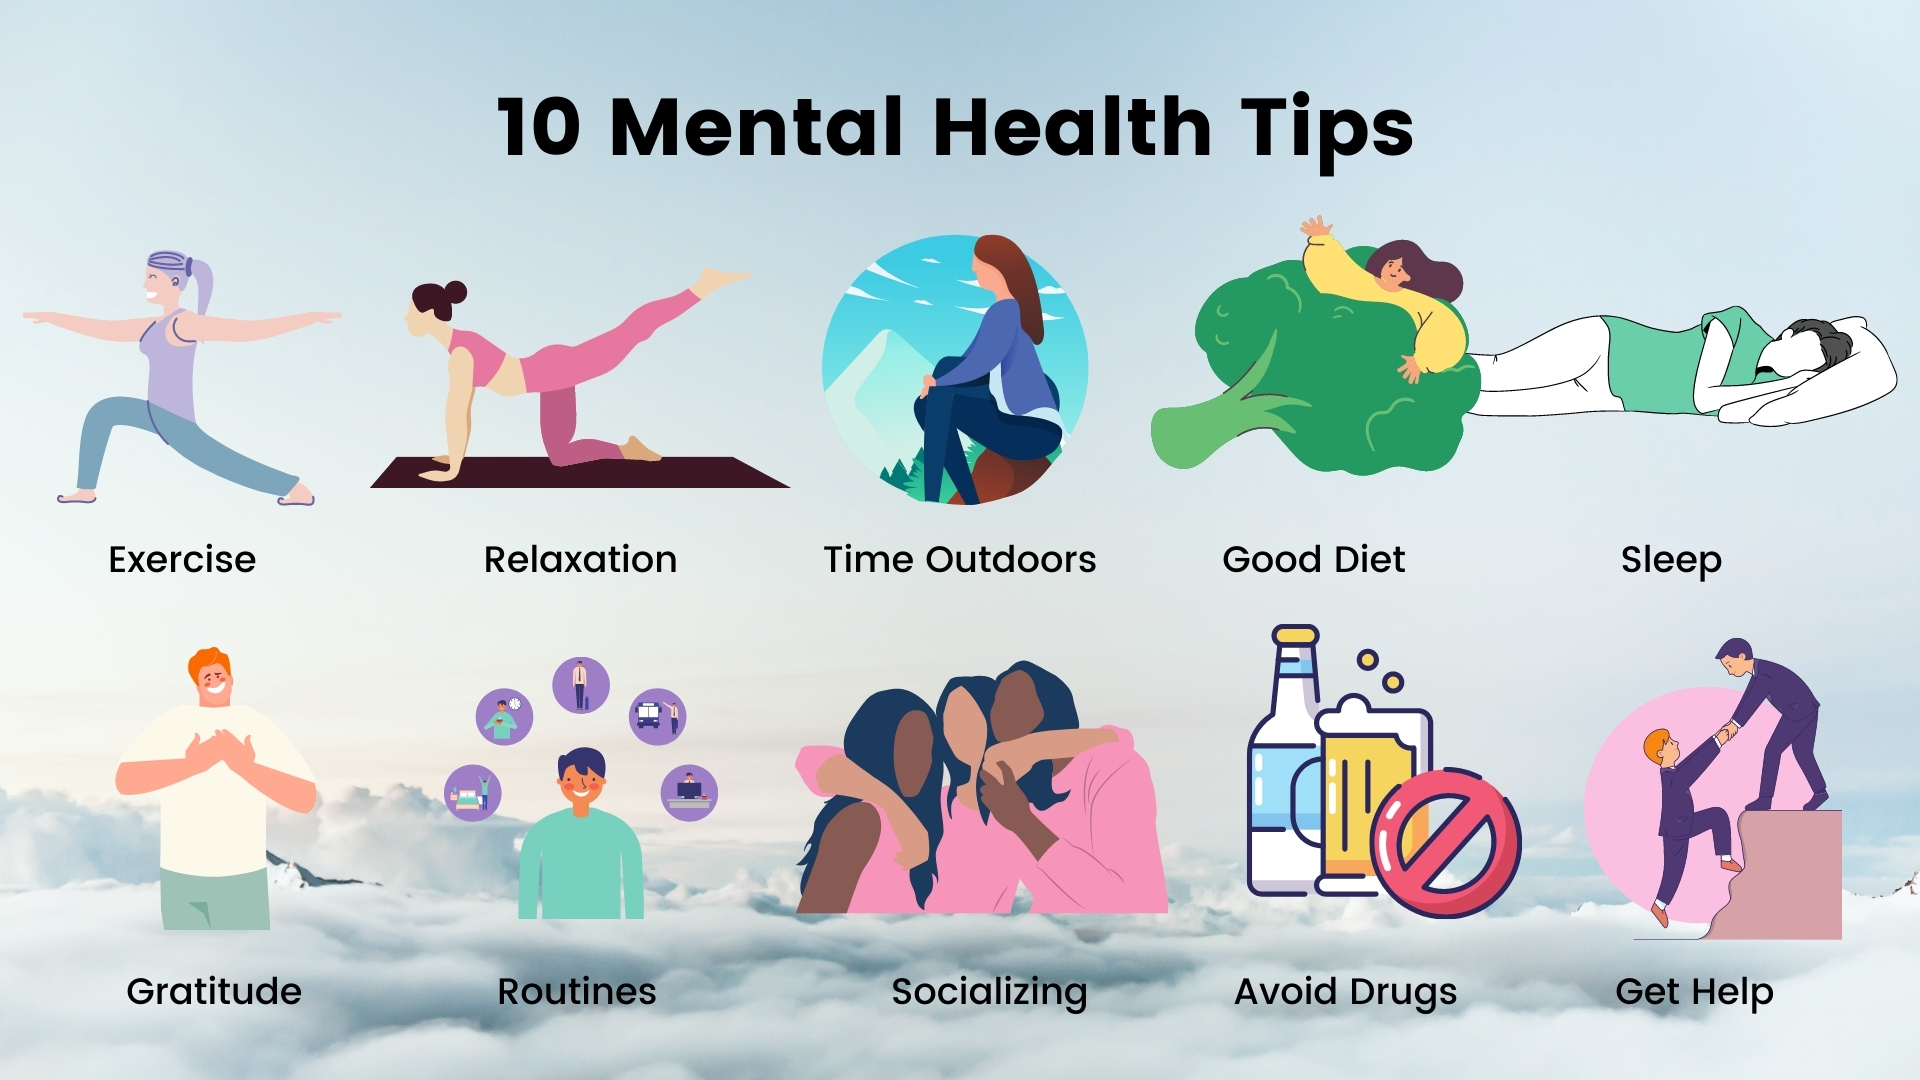 10 Mental Health Tips
Exercise
Relaxation
Time Outdoors
Good Diet
Sleep
Gratitude
Routines
Socializing
Avoid Drugs
Get Help